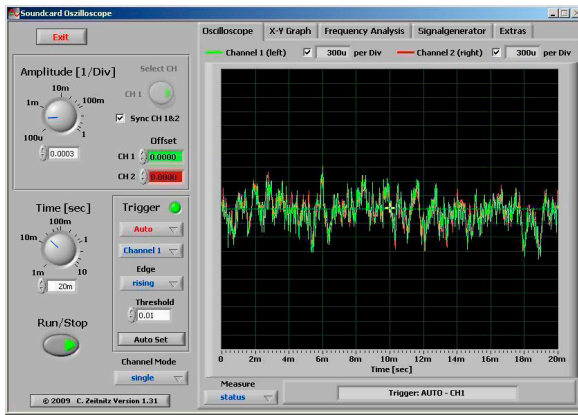 Soundcard Oszilloscope
Exit
Amplitude [1/Div]
10m
1m
100m
100u
1
0.0003
Select CH
CH 1
Sync CH 1&2
Offset
CH 1 0.0000
CH 2 0.0000
Time [sec]
100m
10m
1
1m
10
20m
Run/Stop
Trigger
Auto
Channel 1
Edge
rising
Threshold
0.01
Auto Set
Channel Mode
single
© 2009 C. Zeitnitz Version 1.31
Oscilloscope X-Y Graph Frequency Analysis Signalgenerator Extras
Channel 1 (left) 300u per Div Channel 2 (right) 300u per Div
0 2m 4m 6m 8m 10m 12m 14m 16m 18m 20m
Time [sec]
Measure
status
Trigger: AUTO - CH1